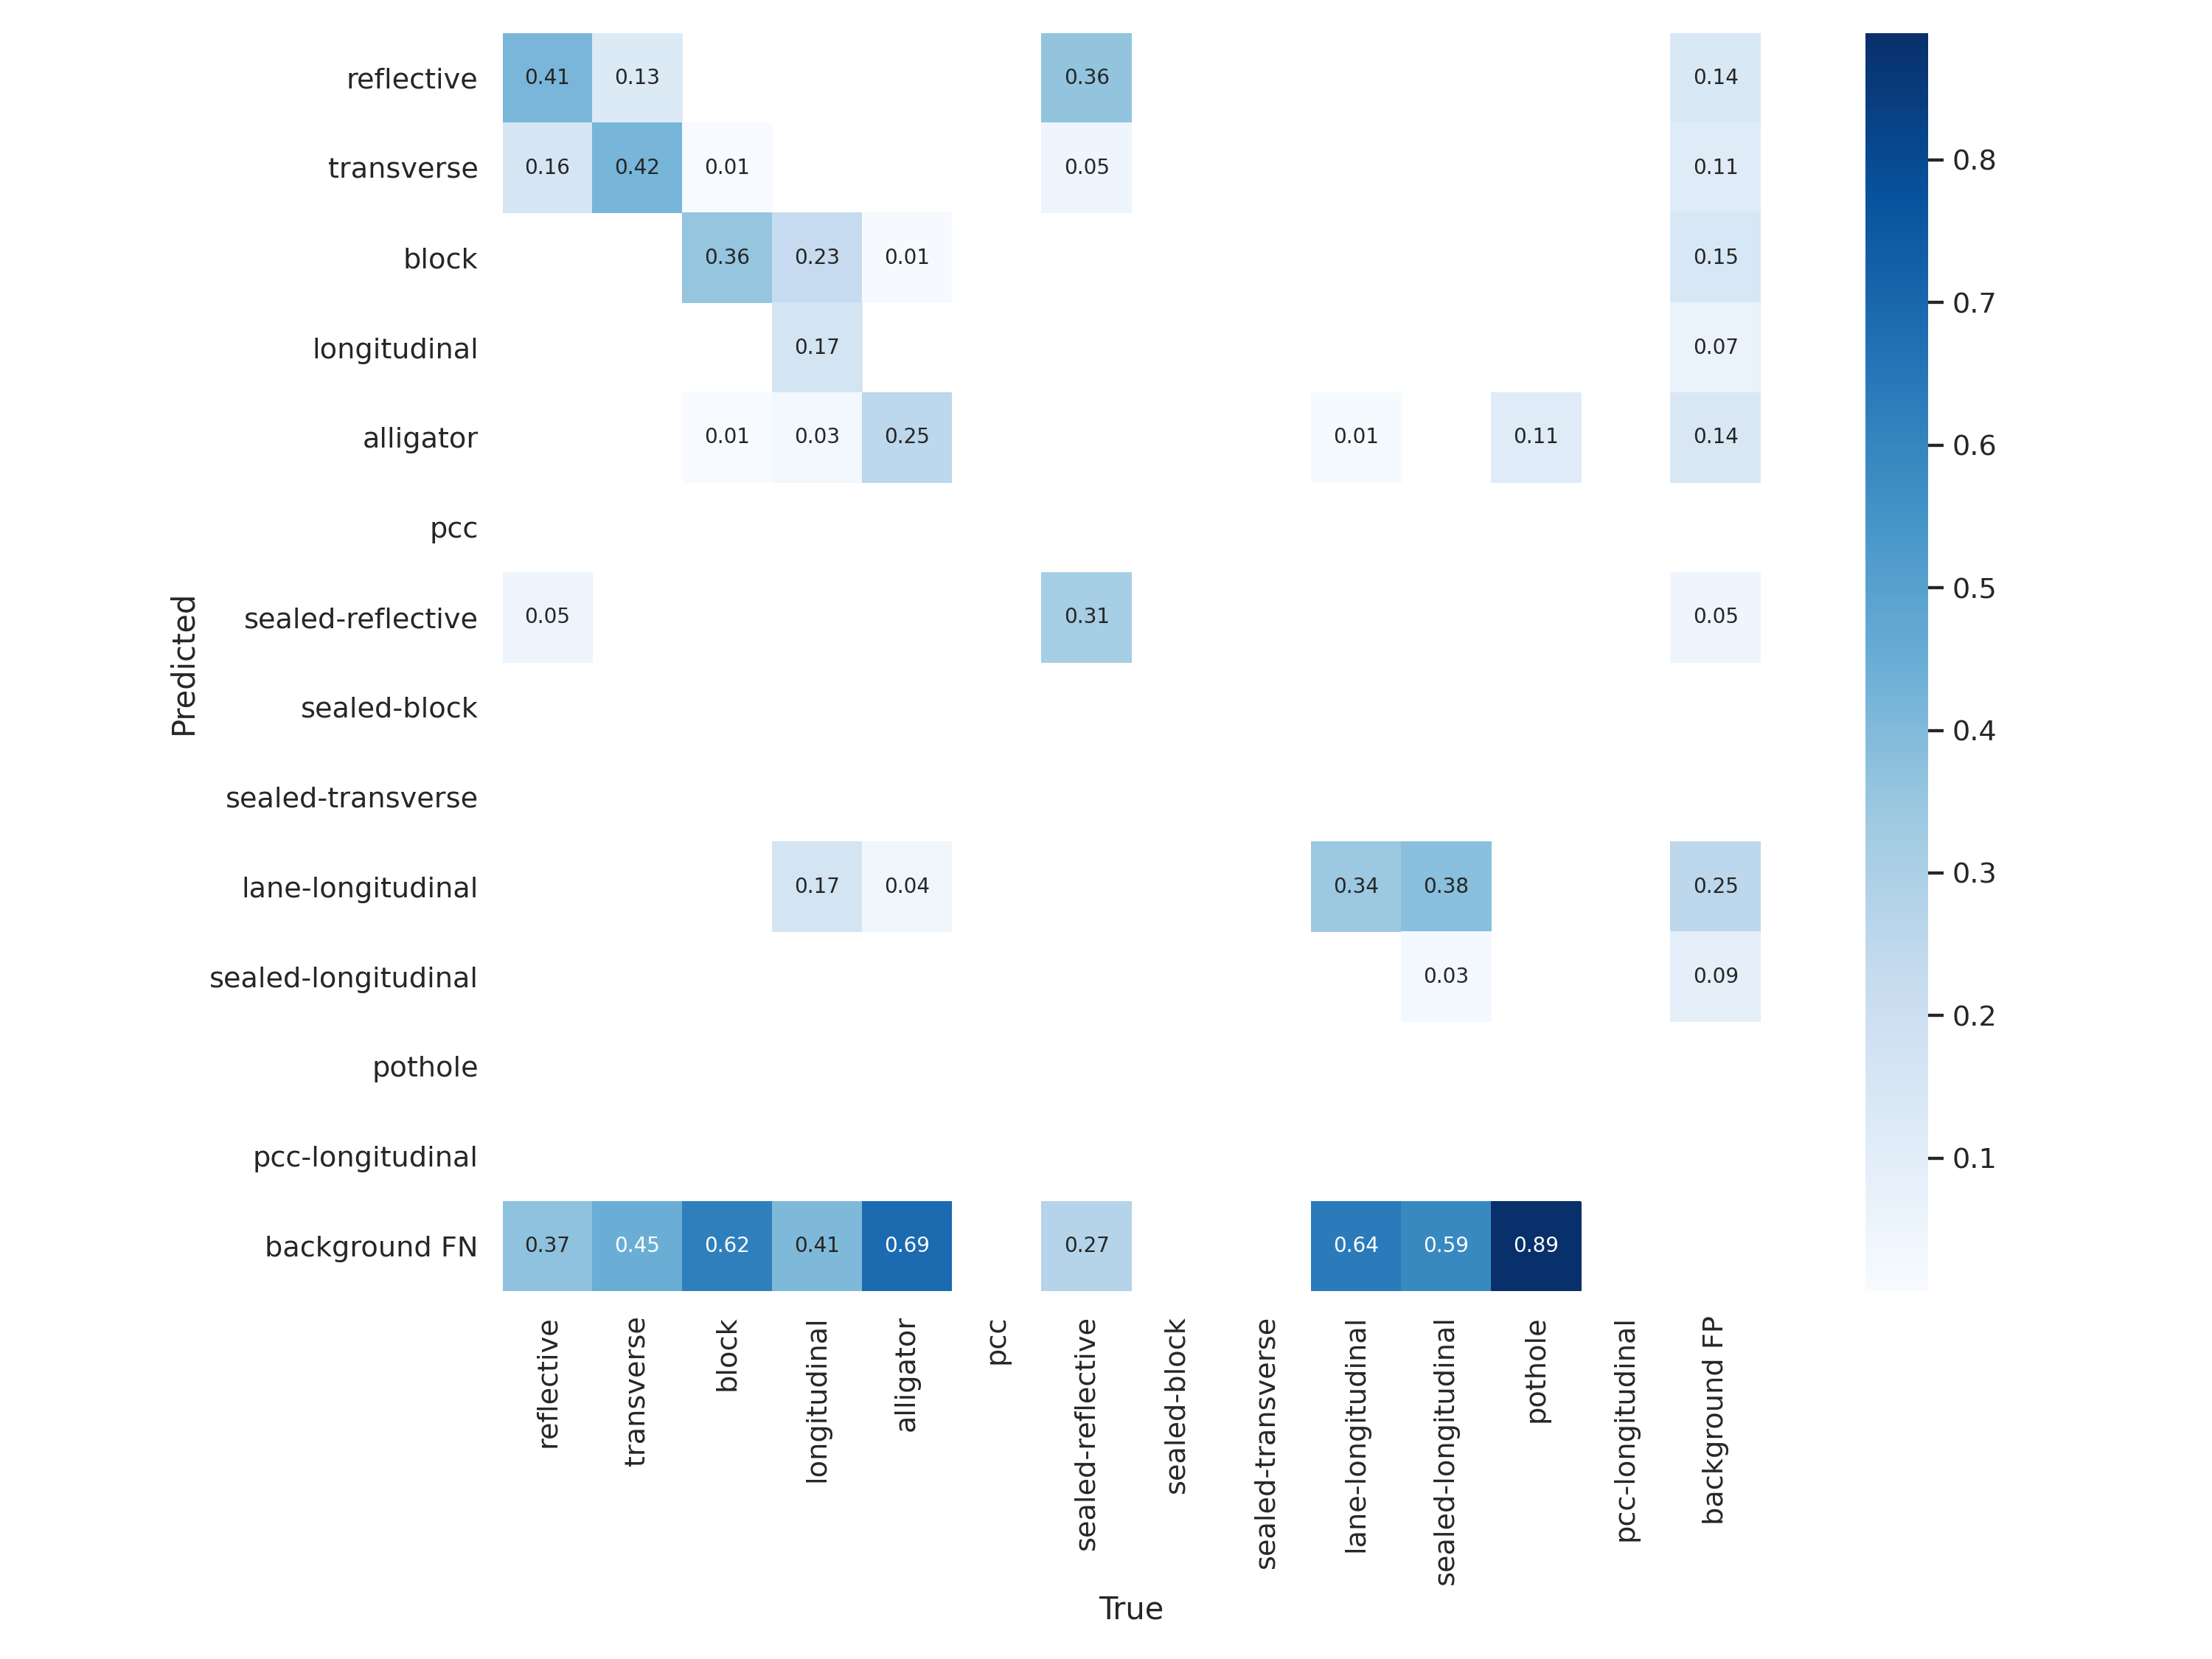 reflective 0.41 0.13 0.36 0.14
transverse 0.16 0.42 0.01 0.05 0.11 0.8
block 0.36 0.23 0.01 0.15
0.7
longitudinal 0.17 0.07
alligator 0.01 0.03 0.25 0.01 0.11 0.14 0.6
pcc
0.5
sealed-reflective 0.05 0.31 0.05
Predicted
sealed-block
0.4
sealed-transverse
lane-longitudinal 0.17 0.04 0.34 0.38 0.25 0.3
sealed-longitudinal 0.03 0.09
0.2
pothole
pcc-longitudinal 0.1
background FN 0.37 0.45 0.62 0.41 0.69 0.27 0.64 0.59 0.89
reflective
transverse
block
longitudinal
alligator
pcc
sealed-reflective
sealed-block
sealed-transverse
lane-longitudinal
sealed-longitudinal
pothole
pcc-longitudinal
background FP
True